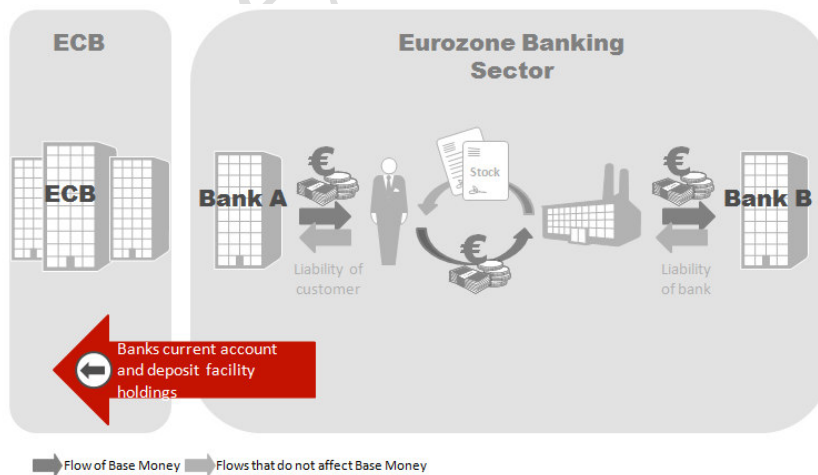 ECB
Eurozone Banking
Sector
€
Stock
€
ECB
Bank A
Bank B
€
Liability of
customer
Liability
of bank
Banks current account
and deposit facility
holdings
Flow of Base Money
Flows that do not affect Base Money